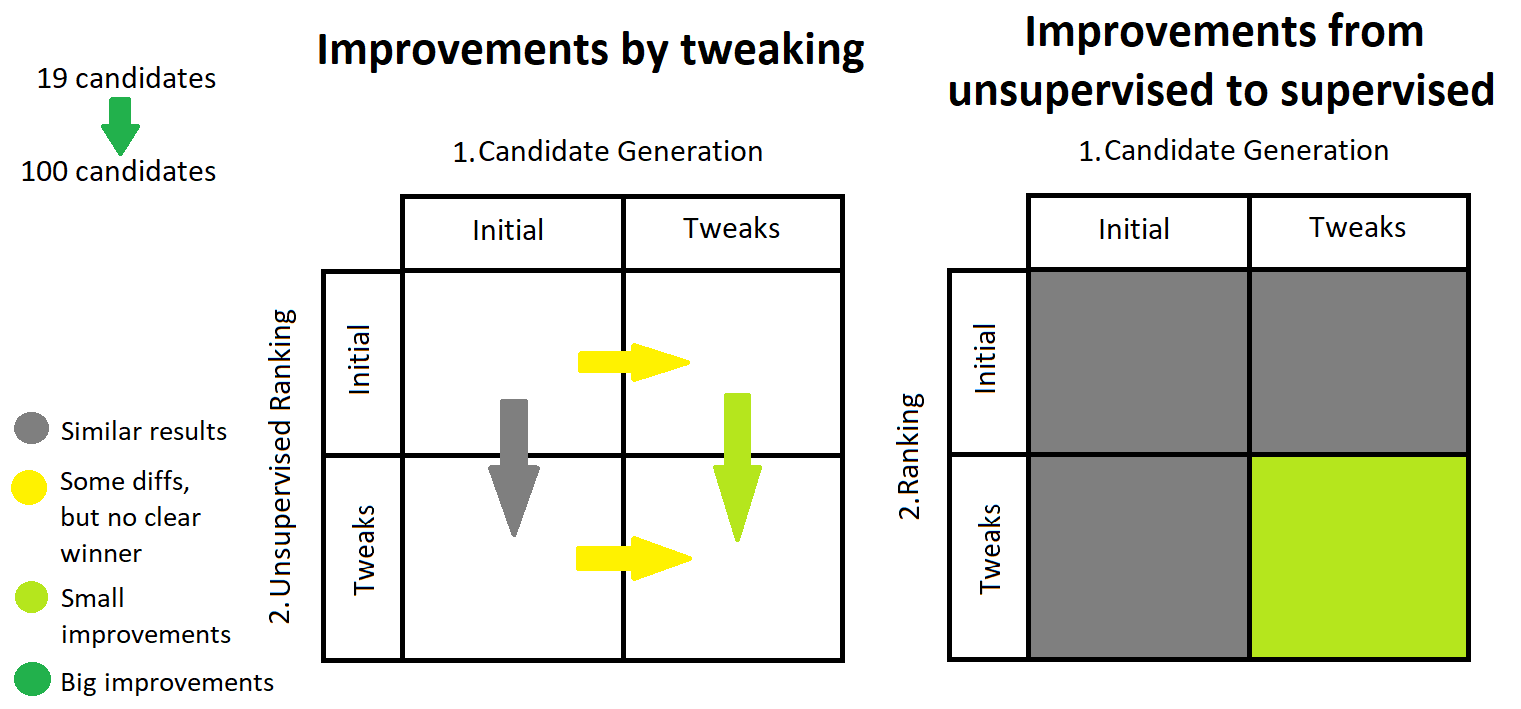 19 candidates
100 candidates
Improvements by tweaking
1. Candidate Generation
Initial
Tweaks
2. Unsupervised Ranking
Initial
Tweaks
Improvements from
unsupervised to supervised
1. Candidate Generation
Initial
Tweaks
2. Ranking
Initial
Tweaks
Similar results
Some diffs,
but no clear
winner
Small
improvements
Big improvements